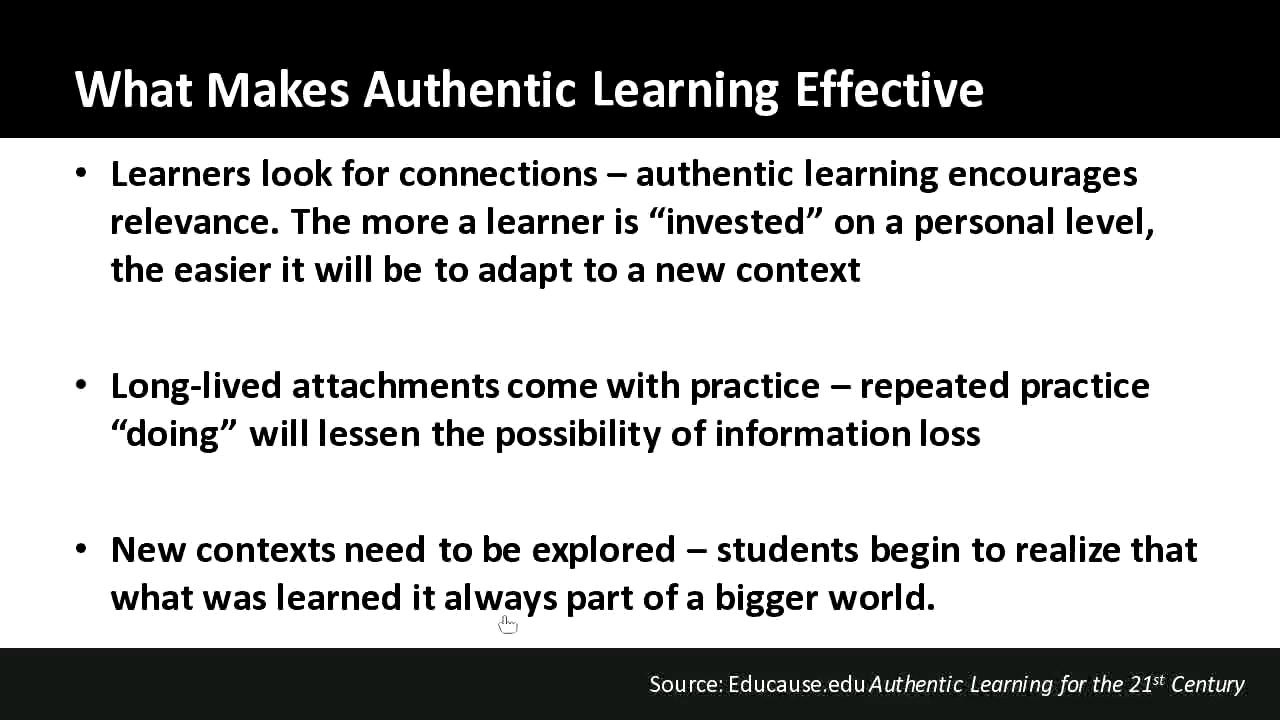 What Makes Authentic Learning Effective
• Learners look for connections – authentic learning encourages
relevance. The more a learner is “invested” on a personal level,
the easier it will be to adapt to a new context
• Long-lived attachments come with practice – repeated practice
“doing” will lessen the possibility of information loss
• New contexts need to be explored – students begin to realize that
what was learned it always part of a bigger world.
Source: Educause.edu Authentic Learning for the 21st Century